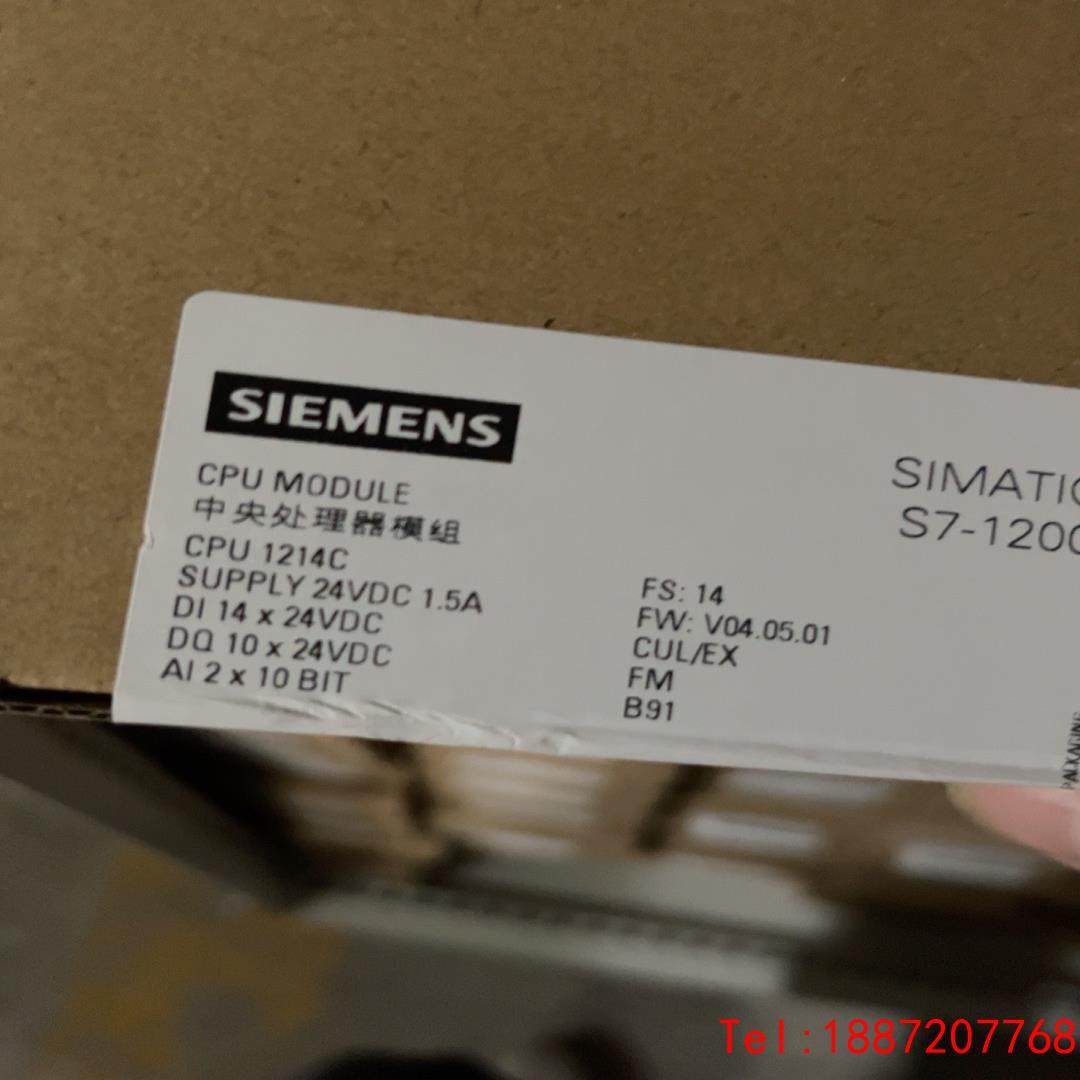 SIEMENS
CPU MODULE
中央处理器模组
CPU 1214C
SUPPLY 24VDC 1.5A
DI 14 x 24VDC
DQ 10 x 24VDC
AI 2 x 10 BIT
SIMATIC
S7-1200
FS: 14
FW: V04.05.01
CUL/EX
FM
B91
PACKAGING
Tel:1887207768